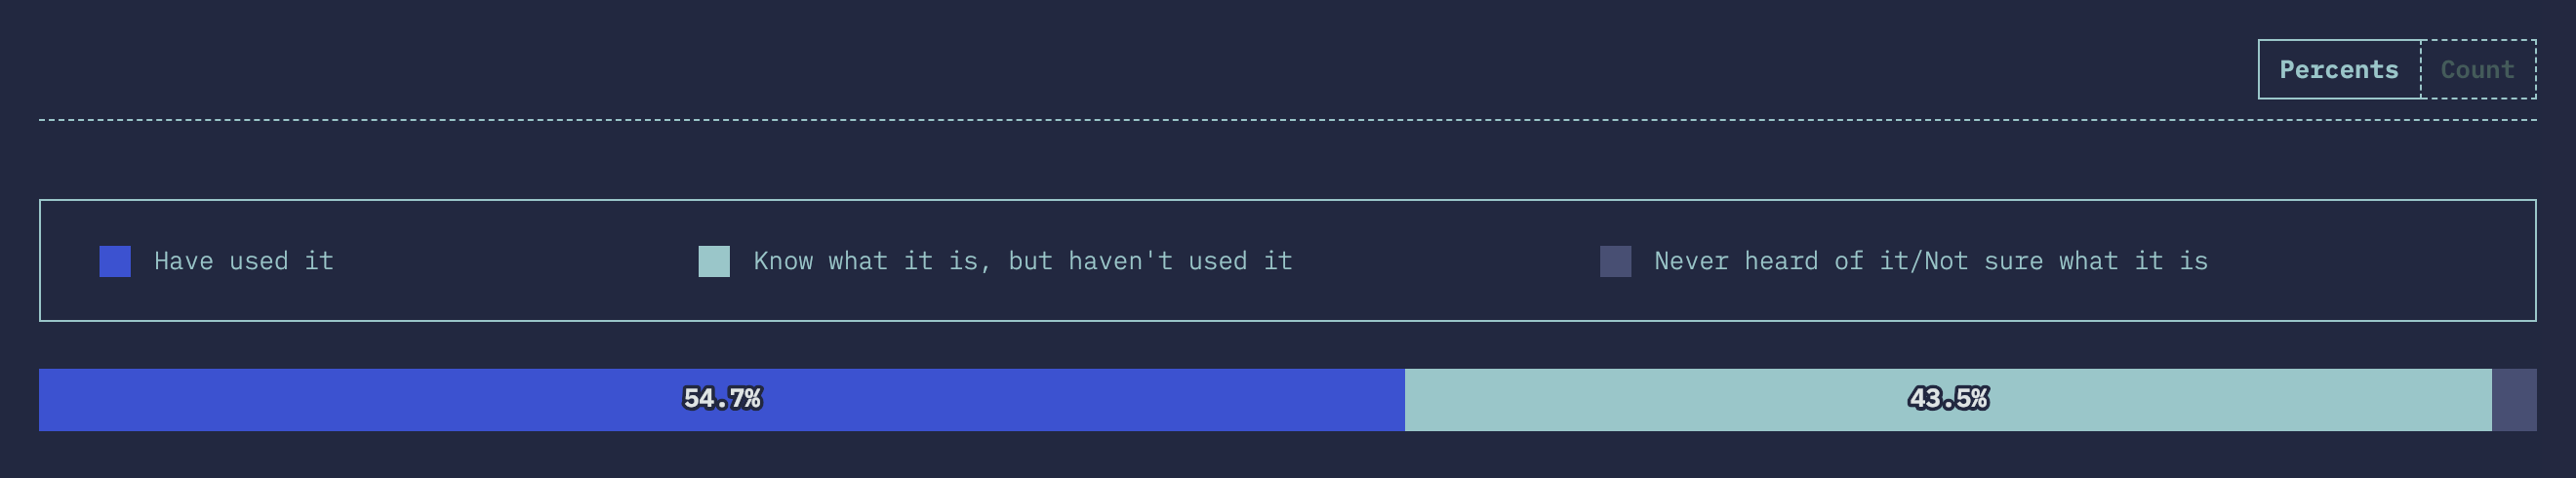 Percents Count
Have used it Know what it is, but haven't used it Never heard of it/Not sure what it is
54.7% 43.5%